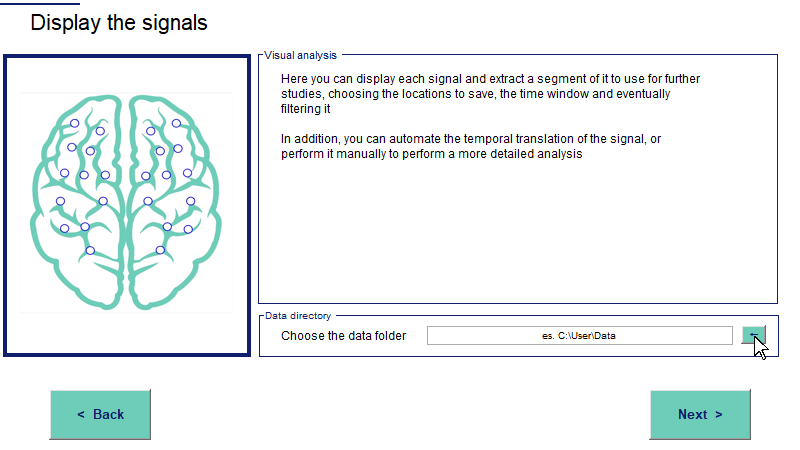 Display the signals
Visual analysis
Here you can display each signal and extract a segment of it to use for further
studies, choosing the locations to save, the time window and eventually
filtering it
In addition, you can automate the temporal translation of the signal, or
perform it manually to perform a more detailed analysis
Data directory
Choose the data folder
es. C:\User\Data
< Back
Next >